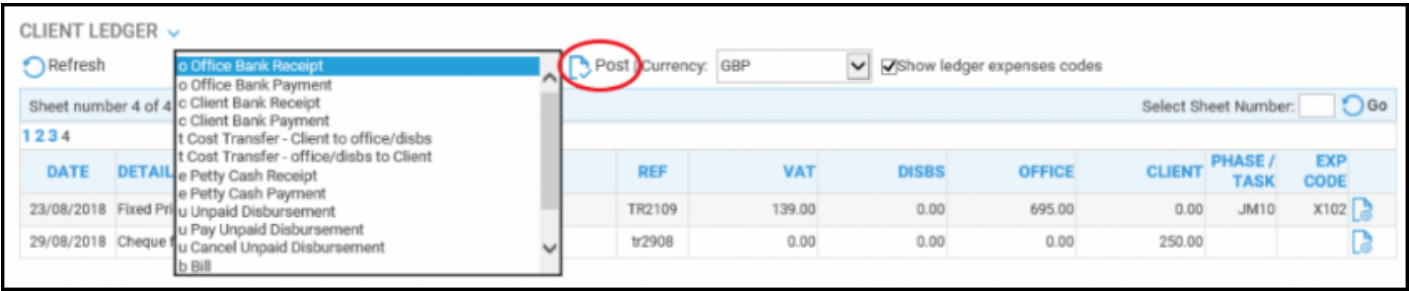 CLIENT LEDGER
Refresh
o Office Bank Receipt
o Office Bank Payment
c Client Bank Receipt
c Client Bank Payment
t Cost Transfer - Client to office/disbs
t Cost Transfer - office/disbs to Client
e Petty Cash Receipt
e Petty Cash Payment
u Unpaid Disbursement
u Pay Unpaid Disbursement
u Cancel Unpaid Disbursement
b Bill
Post | Currency: GBP Show ledger expenses codes
Sheet number 4 of 4 Select Sheet Number: Go
1 2 3 4
DATE DETAIL REF VAT DISBS OFFICE CLIENT PHASE / TASK EXP CODE
23/08/2018 Fixed Pri TR2109 139.00 0.00 695.00 0.00 JM10 X102
29/08/2018 Cheque tr2908 0.00 0.00 0.00 250.00